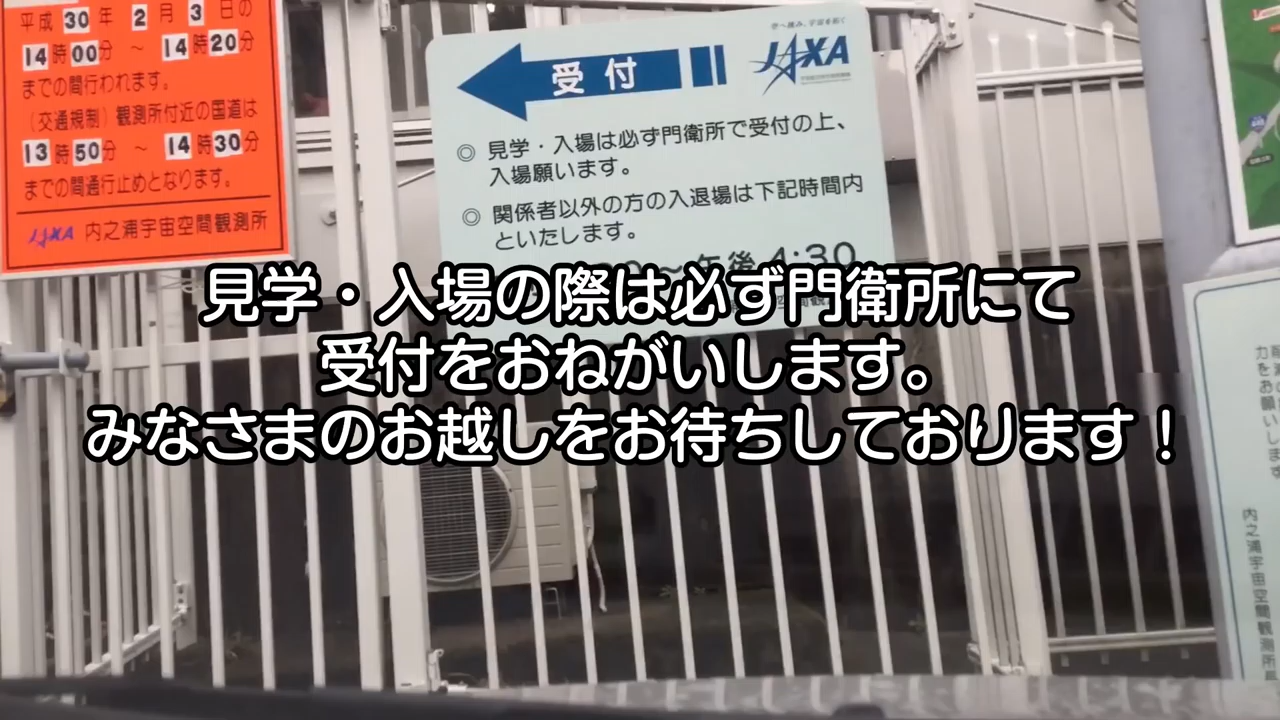 平成30年2月3日の
14時00分 ~ 14時20分
までの間行われます。
(交通規制)観測所付近の国道は
13時50分 ~ 14時30分
までの間通行止めとなります。
JAXA 内之浦宇宙空間観測所
受付
JAXA
◎ 見学・入場は必ず門衛所で受付の上、
入場願います。
◎ 関係者以外の方の入退場は下記時間内
といたします。
~午後 4:30
見学・入場の際は必ず門衛所にて
受付をおねがいします。
みなさまのお越しをお待ちしております!
力をお願いします
内之浦宇宙空間観測所長